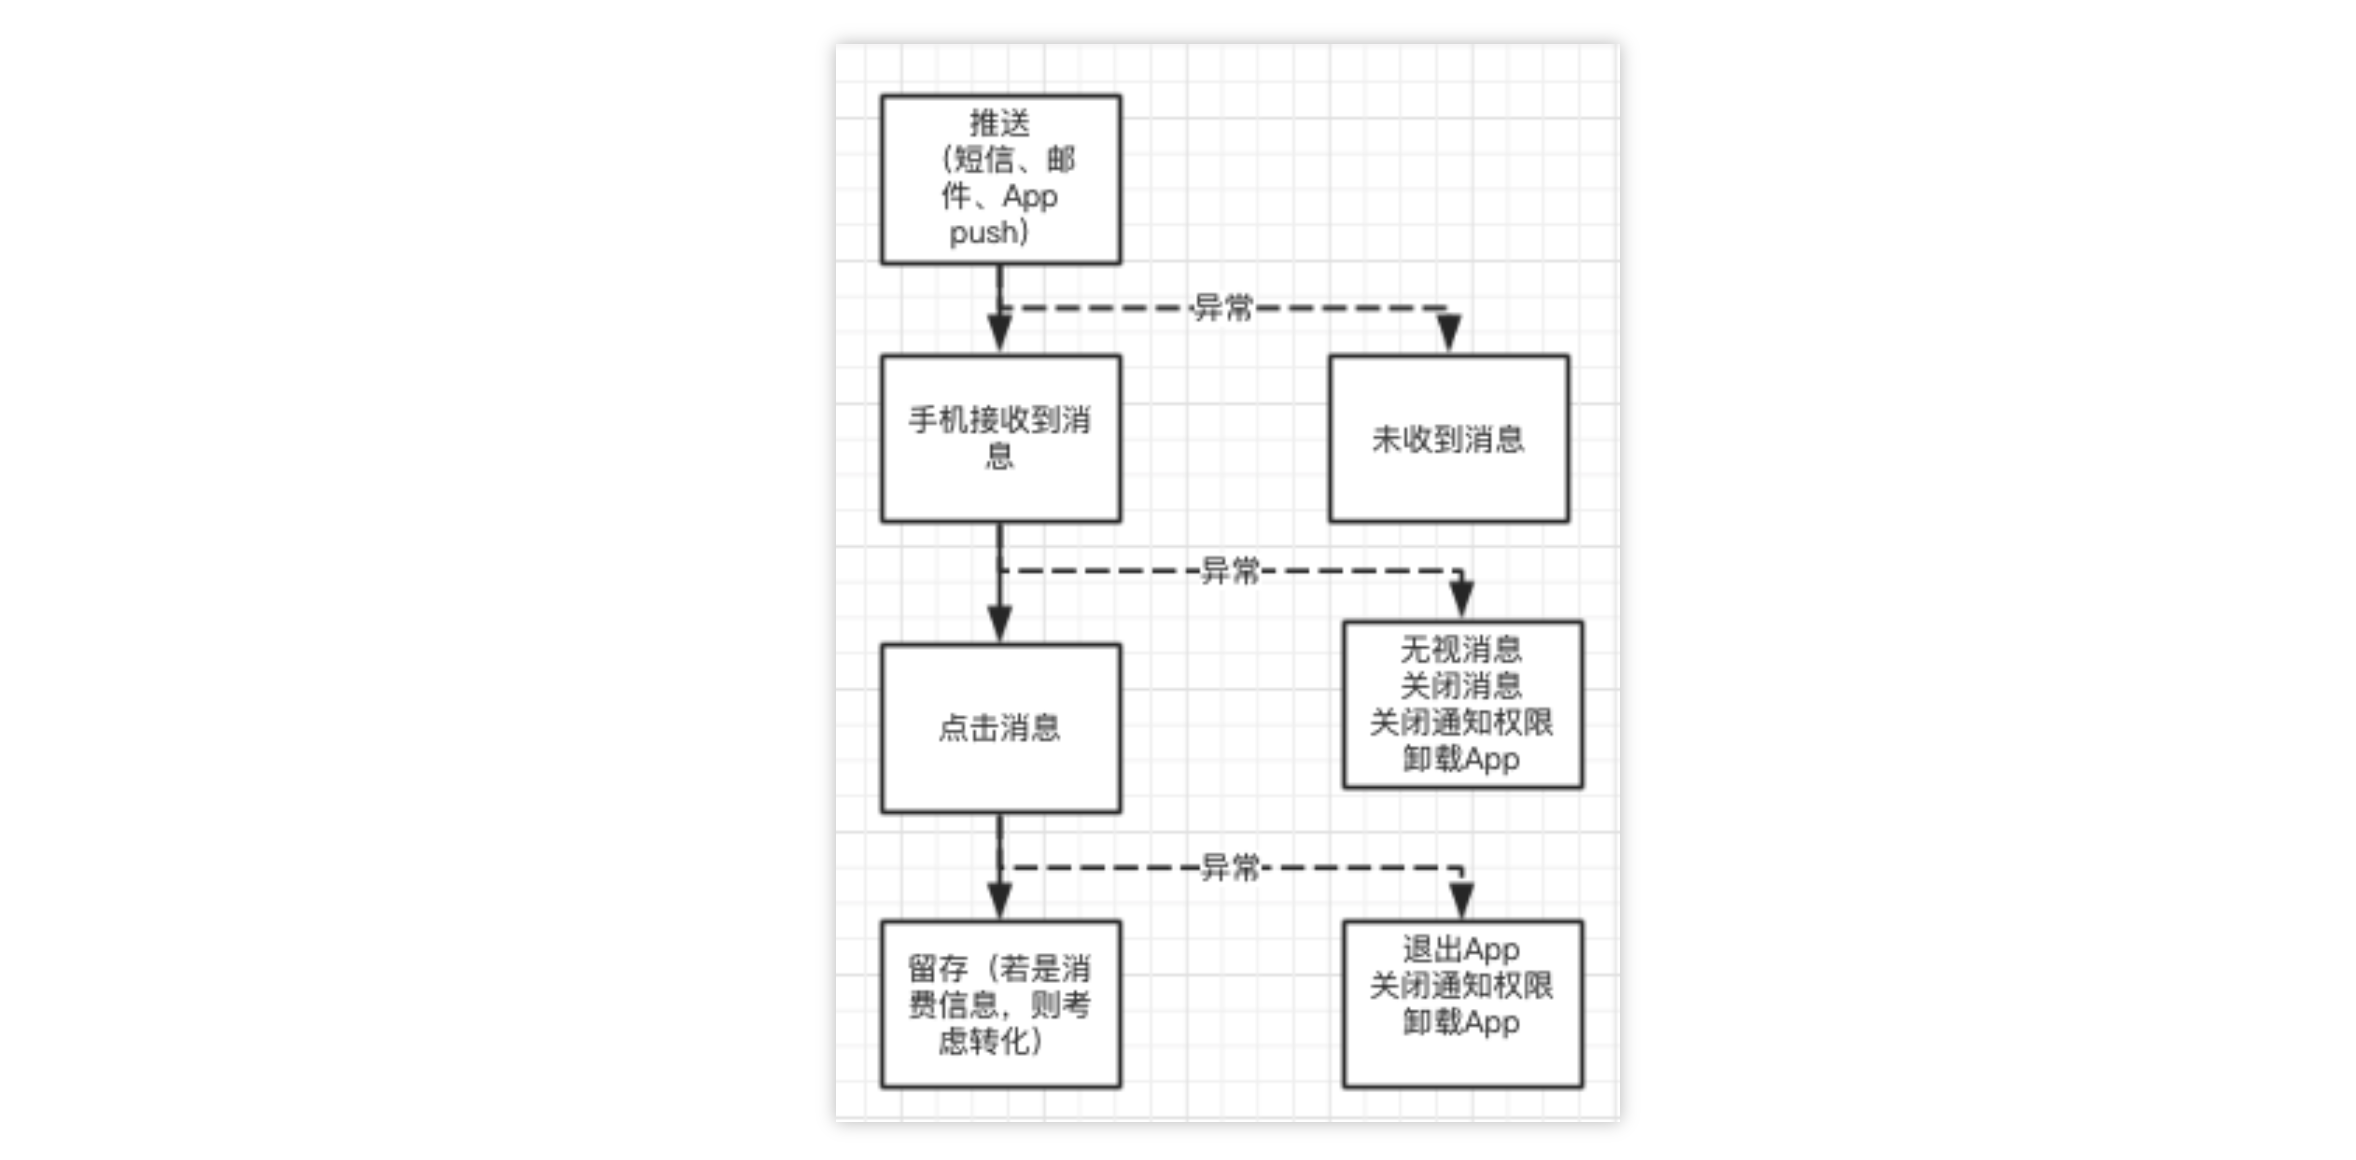 推送
（短信、邮
件、App
push）
异常
手机接收到消
息
未收到消息
异常
点击消息
无视消息
关闭消息
关闭通知权限
卸载App
异常
留存（若是消
费信息，则考
虑转化）
退出App
关闭通知权限
卸载App